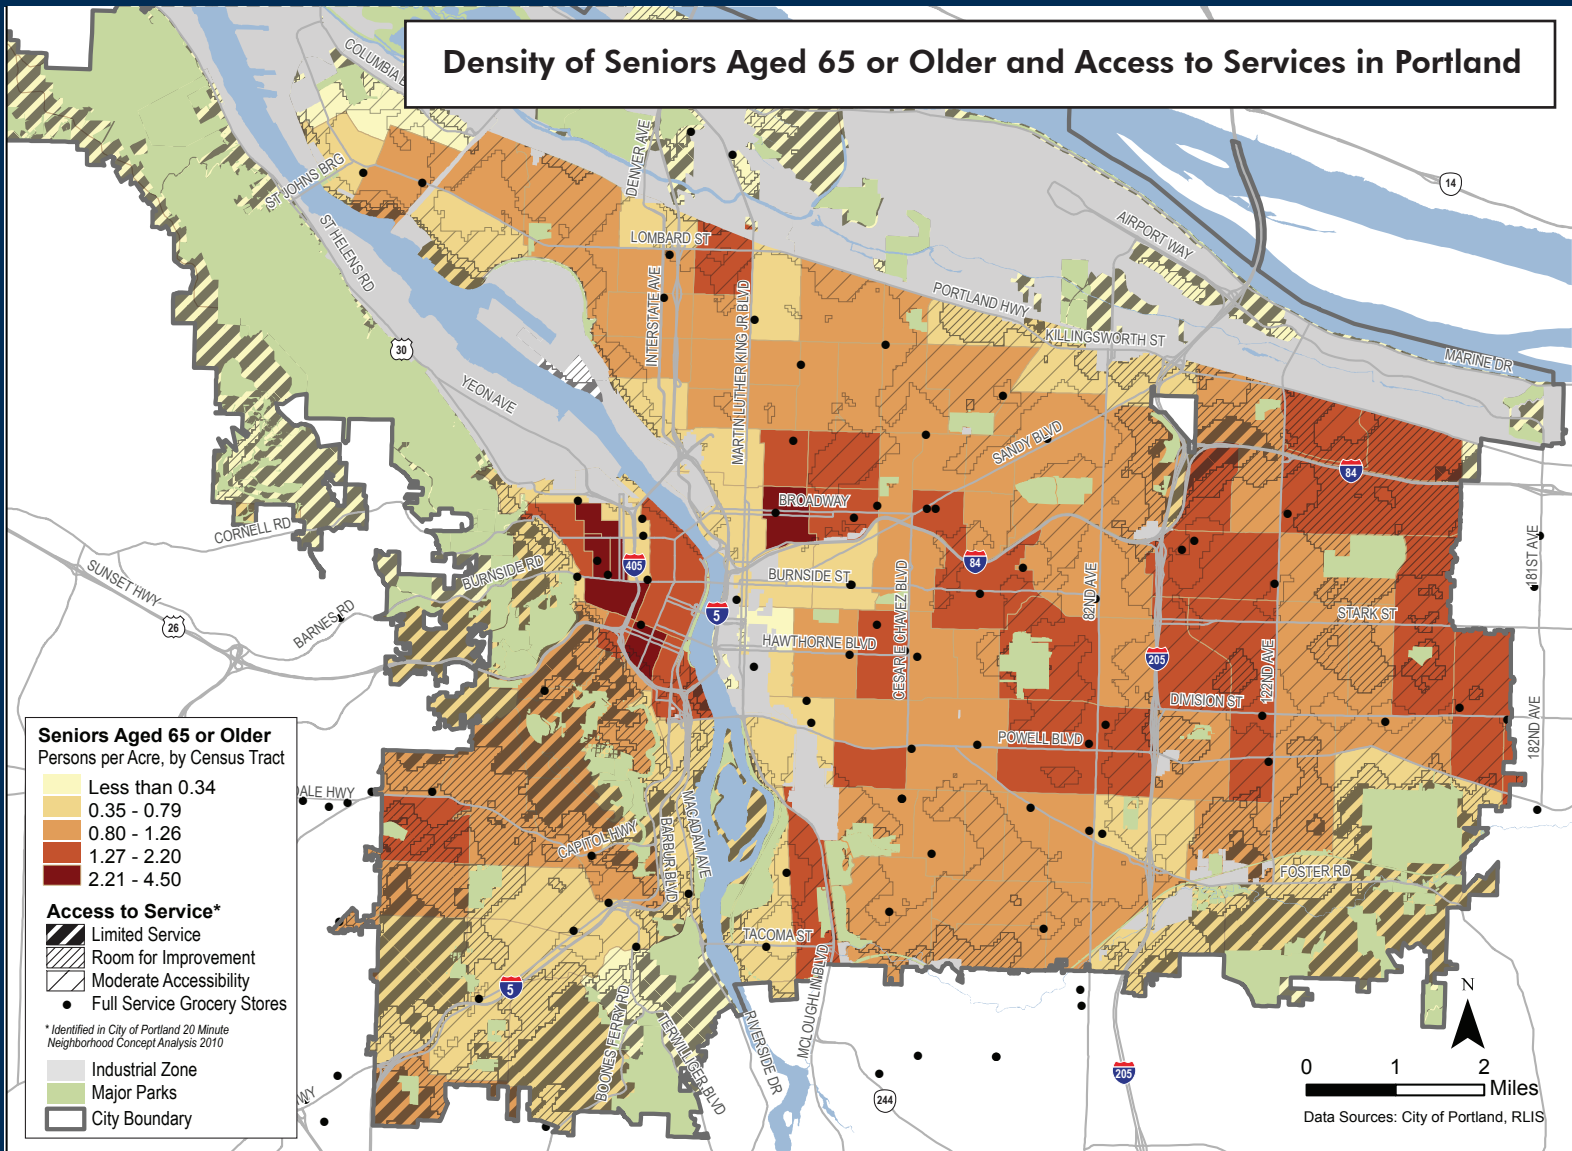 Density of Seniors Aged 65 or Older and Access to Services in Portland
COLUMBIA
DENVER AVE
14
ST JOHNS BRG
AIRPORT WAY
ST HELENS RD
LOMBARD ST
PORTLAND HWY
INTERSTATE AVE
MARTIN LUTHER KING JR BLVD
KILLINGSWORTH ST
30
MARINE DR
YEON AVE
SANDY BLVD
84
BROADWAY
CORNELL RD
181ST AVE
405
84
BURNSIDE RD
BURNSIDE ST
SUNSET HWY
82ND AVE
BARNES RD
5
STARK ST
26
HAWTHORNE BLVD
CESAR E CHAVEZ BLVD
205
122ND AVE
DIVISION ST
182ND AVE
POWELL BLVD
Seniors Aged 65 or Older
Persons per Acre, by Census Tract
Less than 0.34
0.35 - 0.79
0.80 - 1.26
1.27 - 2.20
2.21 - 4.50
Access to Service*
Limited Service
Room for Improvement
Moderate Accessibility
Full Service Grocery Stores
* Identified in City of Portland 20 Minute
Neighborhood Concept Analysis 2010
Industrial Zone
Major Parks
City Boundary
DALE HWY
MACADAM AVE
BARBUR BLVD
CAPITOL HWY
FOSTER RD
TACOMA ST
MCLOUGHLIN BLVD
5
BOONES FERRY RD
TERWILLIGER BLVD
RIVERSIDE DR
WY
244
205
N
0 1 2
Miles
Data Sources: City of Portland, RLIS